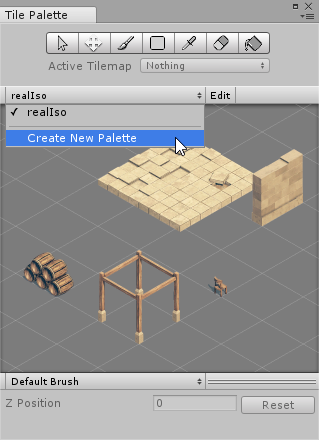 Tile Palette
Active Tilemap Nothing
realIso Edit
✓ realIso
Create New Palette
Default Brush
Z Position 0 Reset